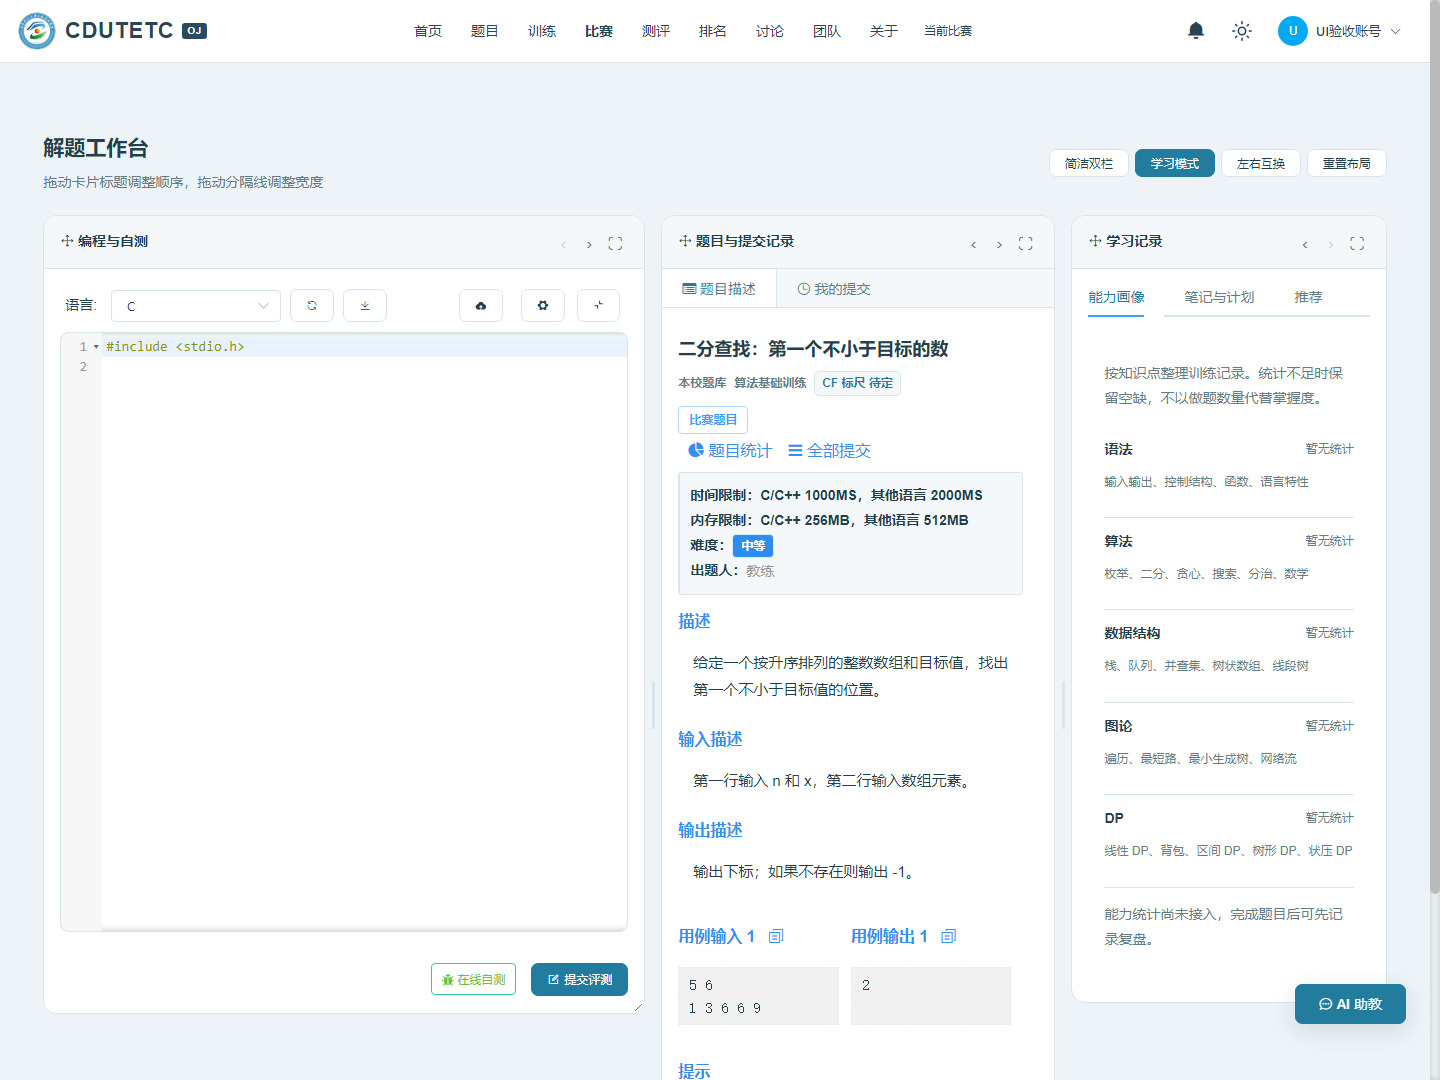 CDUTETC OJ
首页 题目 训练 比赛 测评 排名 讨论 团队 关于 当前比赛
U UI验收账号
解题工作台
拖动卡片标题调整顺序，拖动分隔线调整宽度
简洁双栏 学习模式 左右互换 重置布局
编程与自测
语言: C
1 #include <stdio.h>
2
在线自测 提交评测
题目与提交记录
题目描述 我的提交
二分查找：第一个不小于目标的数
本校题库 算法基础训练 CF 标尺 待定
比赛题目
题目统计 全部提交
时间限制：C/C++ 1000MS，其他语言 2000MS
内存限制：C/C++ 256MB，其他语言 512MB
难度： 中等
出题人：教练
描述
给定一个按升序排列的整数数组和目标值，找出
第一个不小于目标值的位置。
输入描述
第一行输入 n 和 x，第二行输入数组元素。
输出描述
输出下标；如果不存在则输出 -1。
用例输入 1 用例输出 1
5 6
1 3 6 6 9
2
提示
学习记录
能力画像 笔记与计划 推荐
按知识点整理训练记录。统计不足时保
留空缺，不以做题数量代替掌握度。
语法 暂无统计
输入输出、控制结构、函数、语言特性
算法 暂无统计
枚举、二分、贪心、搜索、分治、数学
数据结构 暂无统计
栈、队列、并查集、树状数组、线段树
图论 暂无统计
遍历、最短路、最小生成树、网络流
DP 暂无统计
线性 DP、背包、区间 DP、树形 DP、状压 DP
能力统计尚未接入，完成题目后可先记
录复盘。
AI 助教